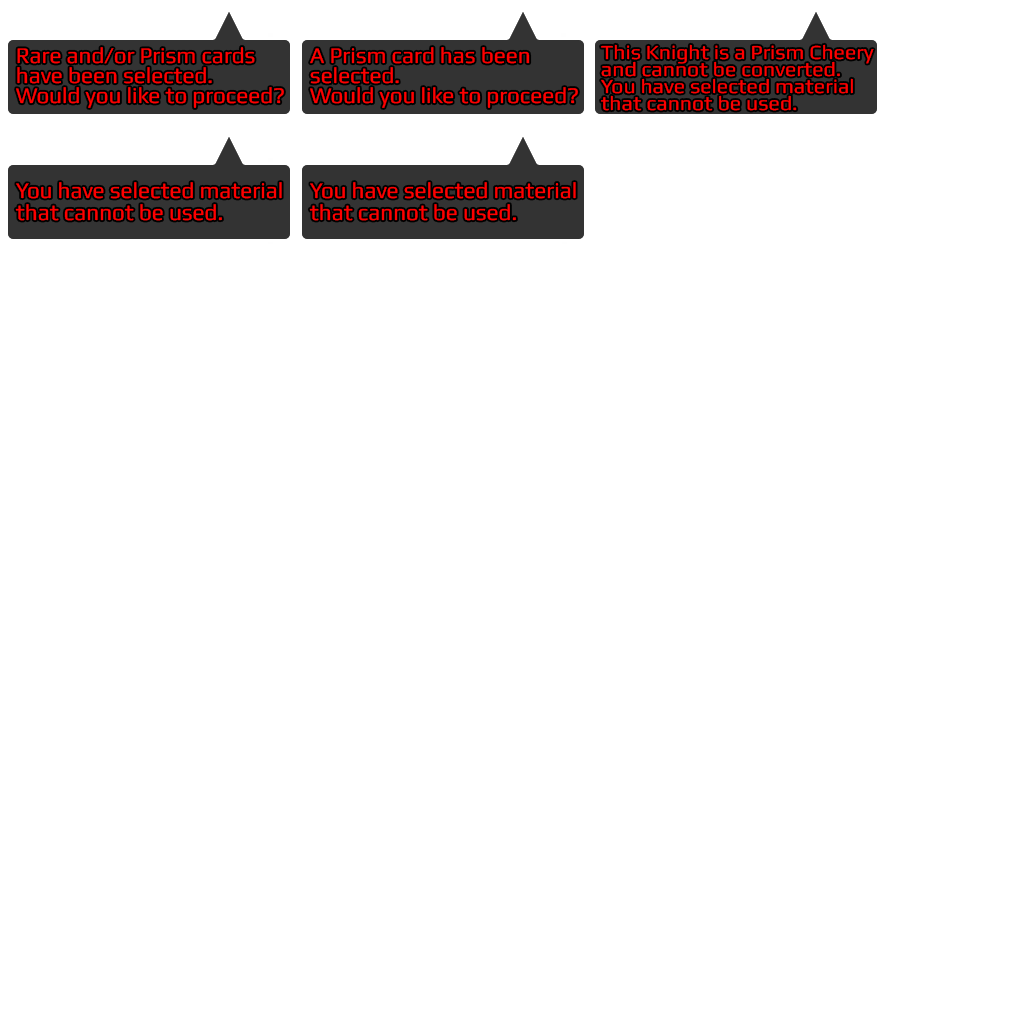 Rare and/or Prism cards
have been selected.
Would you like to proceed?
A Prism card has been
selected.
Would you like to proceed?
This Knight is a Prism Cheery
and cannot be converted.
You have selected material
that cannot be used.
You have selected material
that cannot be used.
You have selected material
that cannot be used.